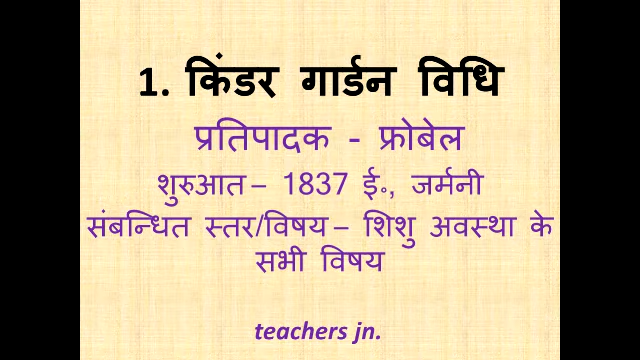 1. किंडर गार्डन विधि
प्रतिपादक - फ्रोबेल
शुरुआत – 1837 ई॰, जर्मनी
संबन्धित स्तर/विषय – शिशु अवस्था के
सभी विषय
teachers jn.